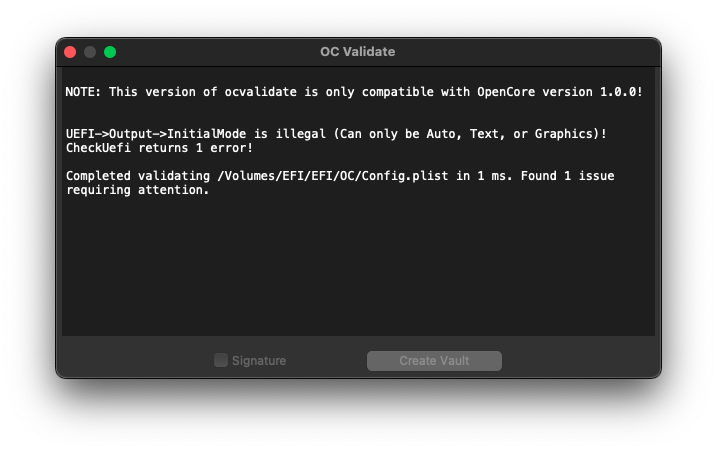 OC Validate
NOTE: This version of ocvalidate is only compatible with OpenCore version 1.0.0!
UEFI->Output->InitialMode is illegal (Can only be Auto, Text, or Graphics)!
CheckUefi returns 1 error!
Completed validating /Volumes/EFI/EFI/OC/Config.plist in 1 ms. Found 1 issue
requiring attention.
Signature
Create Vault